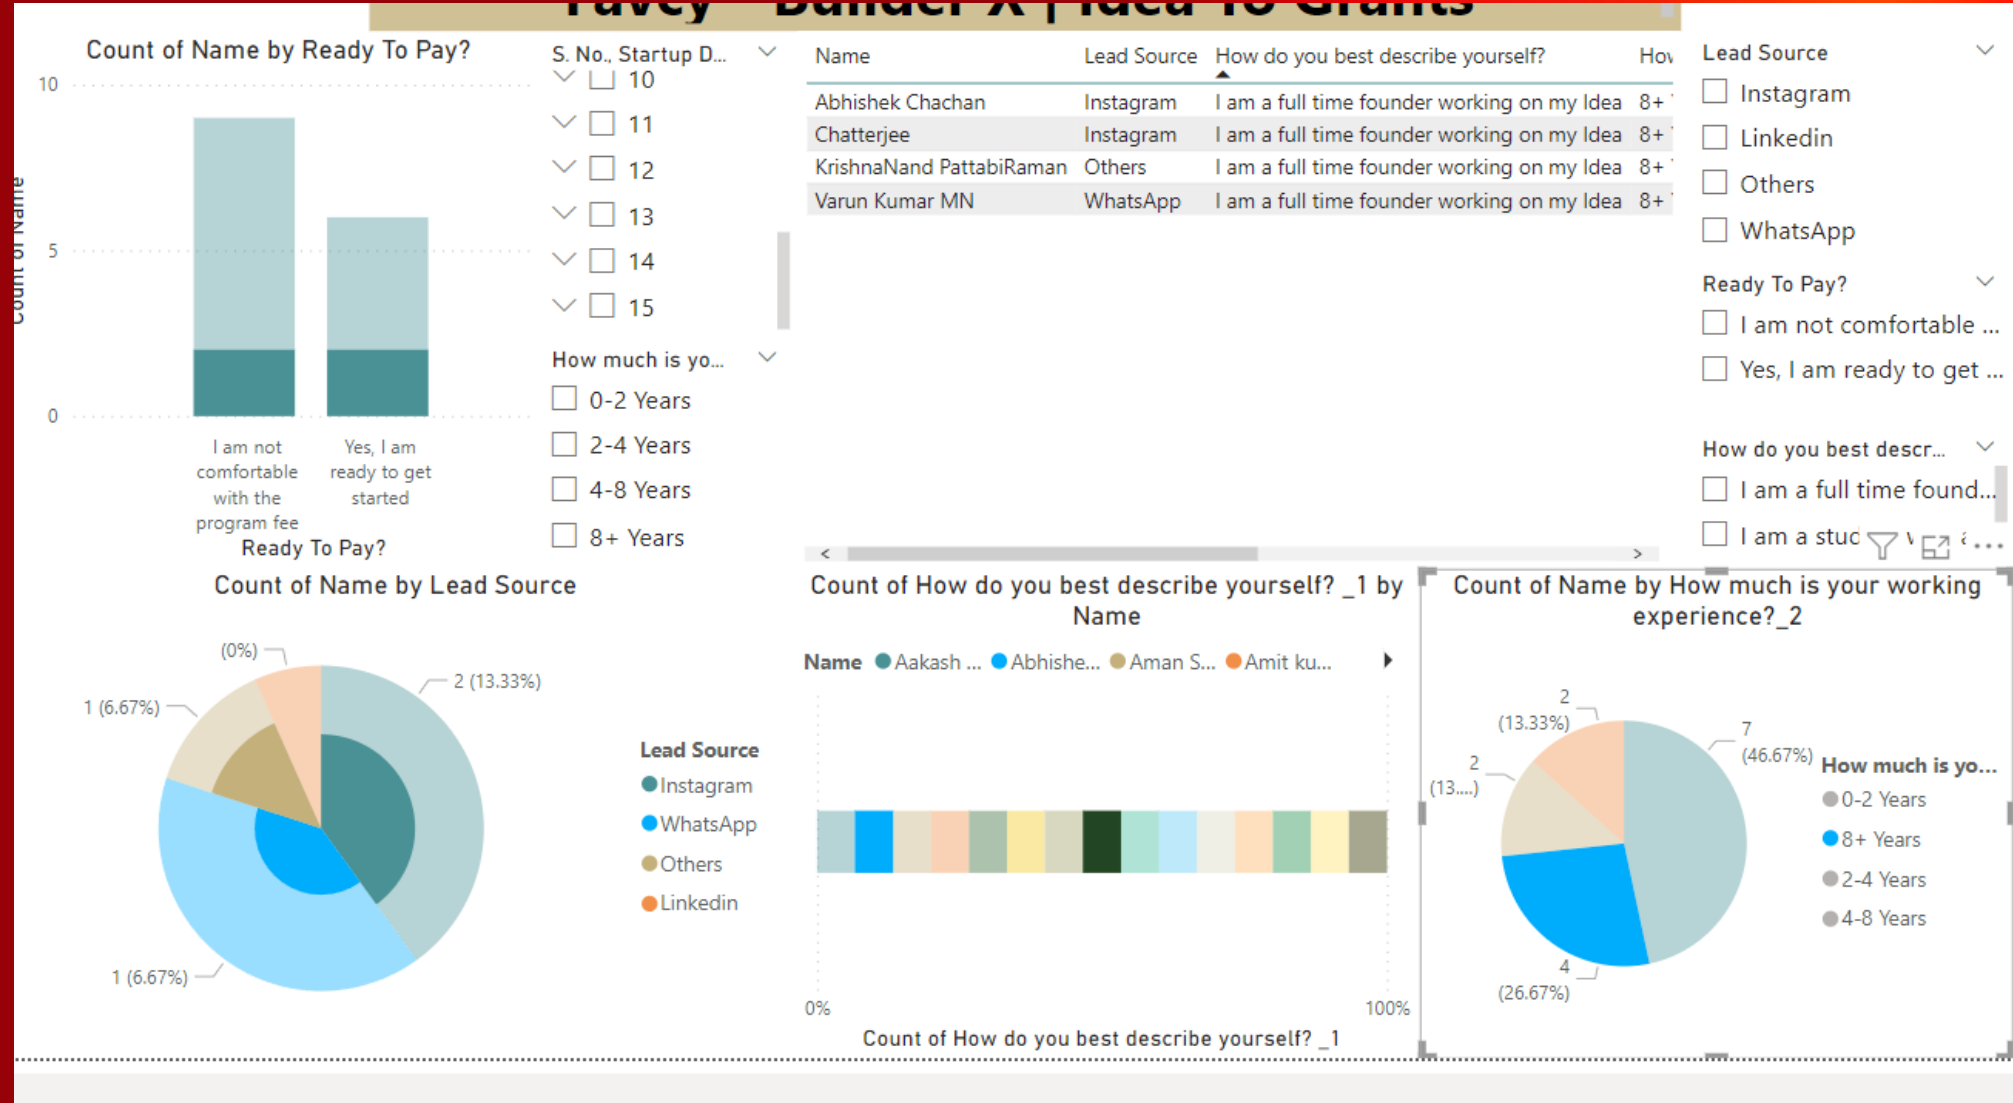 Favcy - Builder X | Idea To Grants
Count of Name by Ready To Pay?
10
5
0
Count of Name
I am not
comfortable
with the
program fee
Yes, I am
ready to get
started
Ready To Pay?
S. No., Startup D...
10
11
12
13
14
15
How much is yo...
0-2 Years
2-4 Years
4-8 Years
8+ Years
Name Lead Source How do you best describe yourself? How
Abhishek Chachan Instagram I am a full time founder working on my Idea 8+
Chatterjee Instagram I am a full time founder working on my Idea 8+
KrishnaNand PattabiRaman Others I am a full time founder working on my Idea 8+
Varun Kumar MN WhatsApp I am a full time founder working on my Idea 8+
Lead Source
Instagram
Linkedin
Others
WhatsApp
Ready To Pay?
I am not comfortable ...
Yes, I am ready to get ...
How do you best descr...
I am a full time found...
I am a stud
Count of Name by Lead Source
(0%)
2 (13.33%)
1 (6.67%)
1 (6.67%)
Lead Source
Instagram
WhatsApp
Others
Linkedin
Count of How do you best describe yourself? _1 by
Name
Name Aakash ... Abhishe... Aman S... Amit ku...
0% 100%
Count of How do you best describe yourself? _1
Count of Name by How much is your working
experience?_2
2
(13.33%)
7
(46.67%)
2
(13....)
4
(26.67%)
How much is yo...
0-2 Years
8+ Years
2-4 Years
4-8 Years